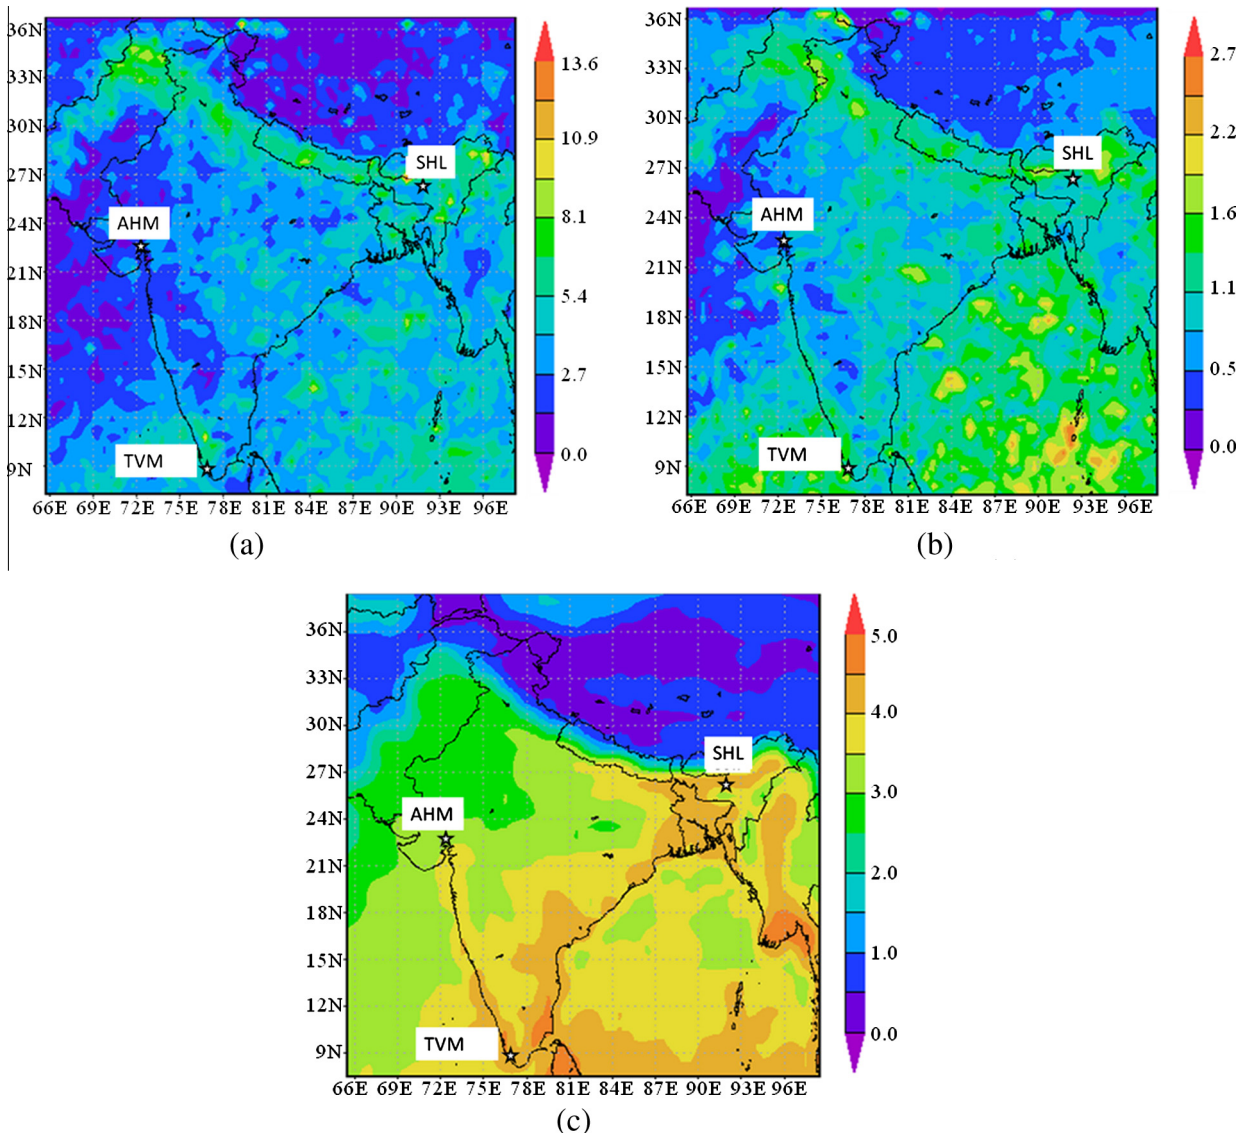 36N
33N
30N
27N
24N
21N
18N
15N
12N
9N
66E 69E 72E 75E 78E 81E 84E 87E 90E 93E 96E
SHL
AHM
TVM
13.6
10.9
8.1
5.4
2.7
0.0
(a)
36N
33N
30N
27N
24N
21N
18N
15N
12N
9N
66E 69E 72E 75E 78E 81E 84E 87E 90E 93E 96E
SHL
AHM
TVM
2.7
2.2
1.6
1.1
0.5
0.0
(b)
36N
33N
30N
27N
24N
21N
18N
15N
12N
9N
66E 69E 72E 75E 78E 81E 84E 87E 90E 93E 96E
SHL
AHM
TVM
5.0
4.0
3.0
2.0
1.0
0.0
(c)